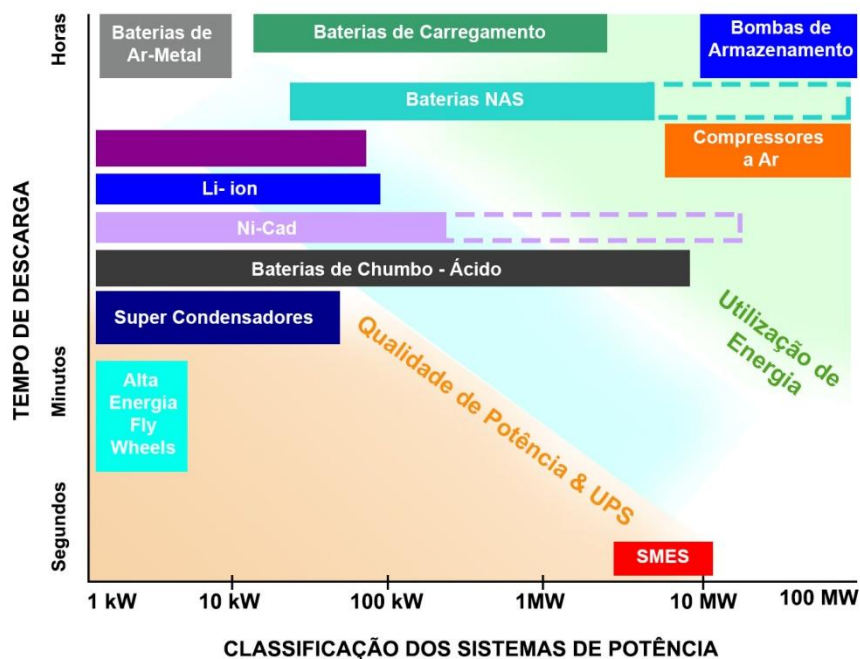 Horas
Baterias de
Ar-Metal
Baterias de Carregamento
Bombas de
Armazenamento
Baterias NAS
Compressores
a Ar
Li- ion
Ni-Cad
Baterias de Chumbo - Ácido
Super Condensadores
TEMPO DE DESCARGA
Minutos
Alta
Energia
Fly
Wheels
Qualidade de Potência & UPS
Utilização de
Energia
Segundos
SMES
1 kW
10 kW
100 kW
1MW
10 MW
100 MW
CLASSIFICAÇÃO DOS SISTEMAS DE POTÊNCIA